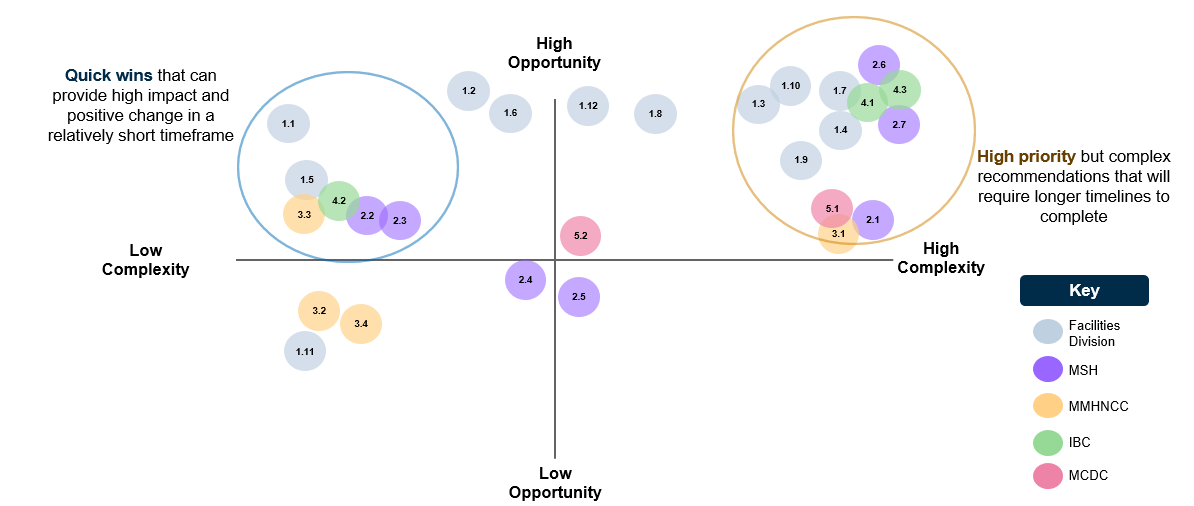 High
Opportunity
Quick wins that can
provide high impact and
positive change in a
relatively short timeframe
1.1
1.5
3.3
4.2
2.2
2.3
1.2
1.6
1.12
1.8
1.3
1.10
1.7
2.6
4.1
4.3
1.4
2.7
1.9
5.1
2.1
3.1
High priority but complex
recommendations that will
require longer timelines to
complete
5.2
Low
Complexity
High
Complexity
2.4
2.5
3.2
3.4
1.11
Key
Facilities
Division
MSH
MMHNCC
IBC
MCDC
Low
Opportunity